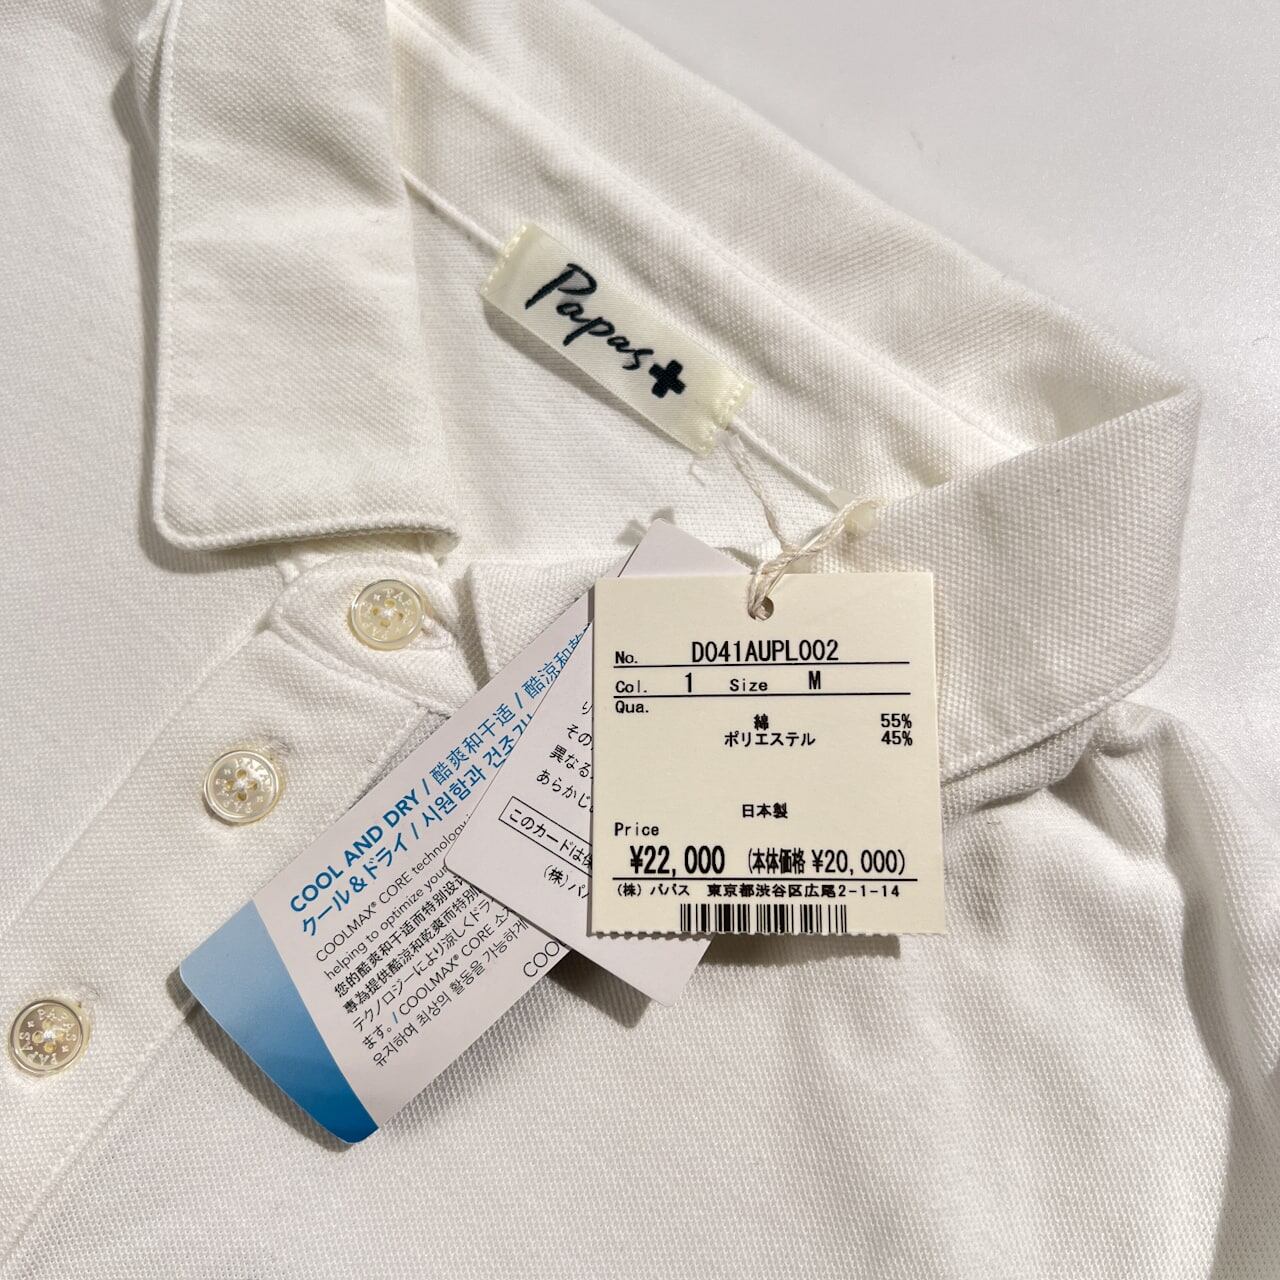 Papas+
No. D041AUPL002
Col. 1 Size M
Qua.
綿 55%
ポリエステル 45%
日本製
Price
¥22,000 (本体価格 ¥20,000)
(株) パパス 東京都渋谷区広尾2-1-14
COOL AND DRY / 酷爽和干适 / 酷涼和乾
クール＆ドライ / 시원함과 건조
COOLMAX® CORE technology
helping to optimize your
您的酷爽和干适而特别设
專為提供酷涼和乾爽而特別
テクノロジーにより涼しくドラ
ます。/ COOLMAX® CORE 소
유지하여 최상의 활동을 가능하게
COO
り
その
異なる
あらかじ
このカードは保
(株) パ
PAPAS
PAPAS
PAPAS